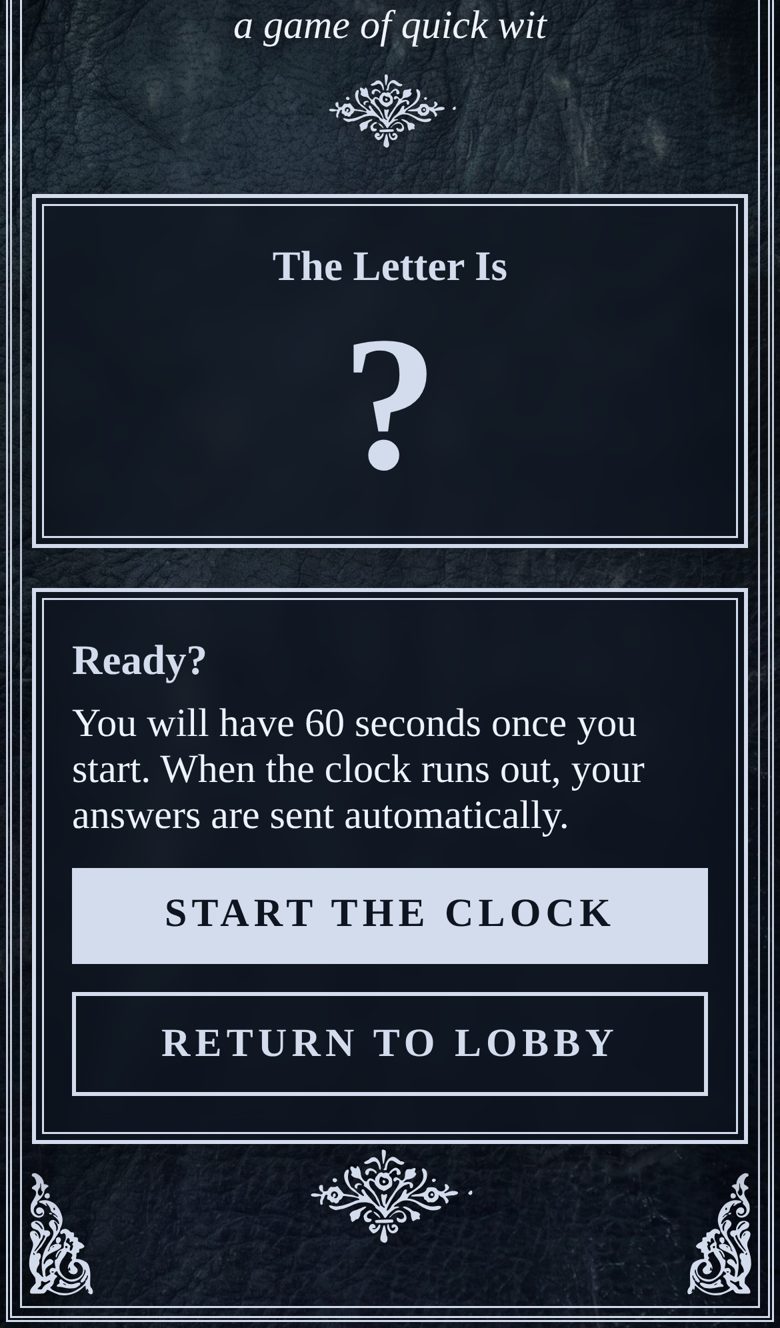 a game of quick wit
The Letter Is
?
Ready?
You will have 60 seconds once you
start. When the clock runs out, your
answers are sent automatically.
START THE CLOCK
RETURN TO LOBBY